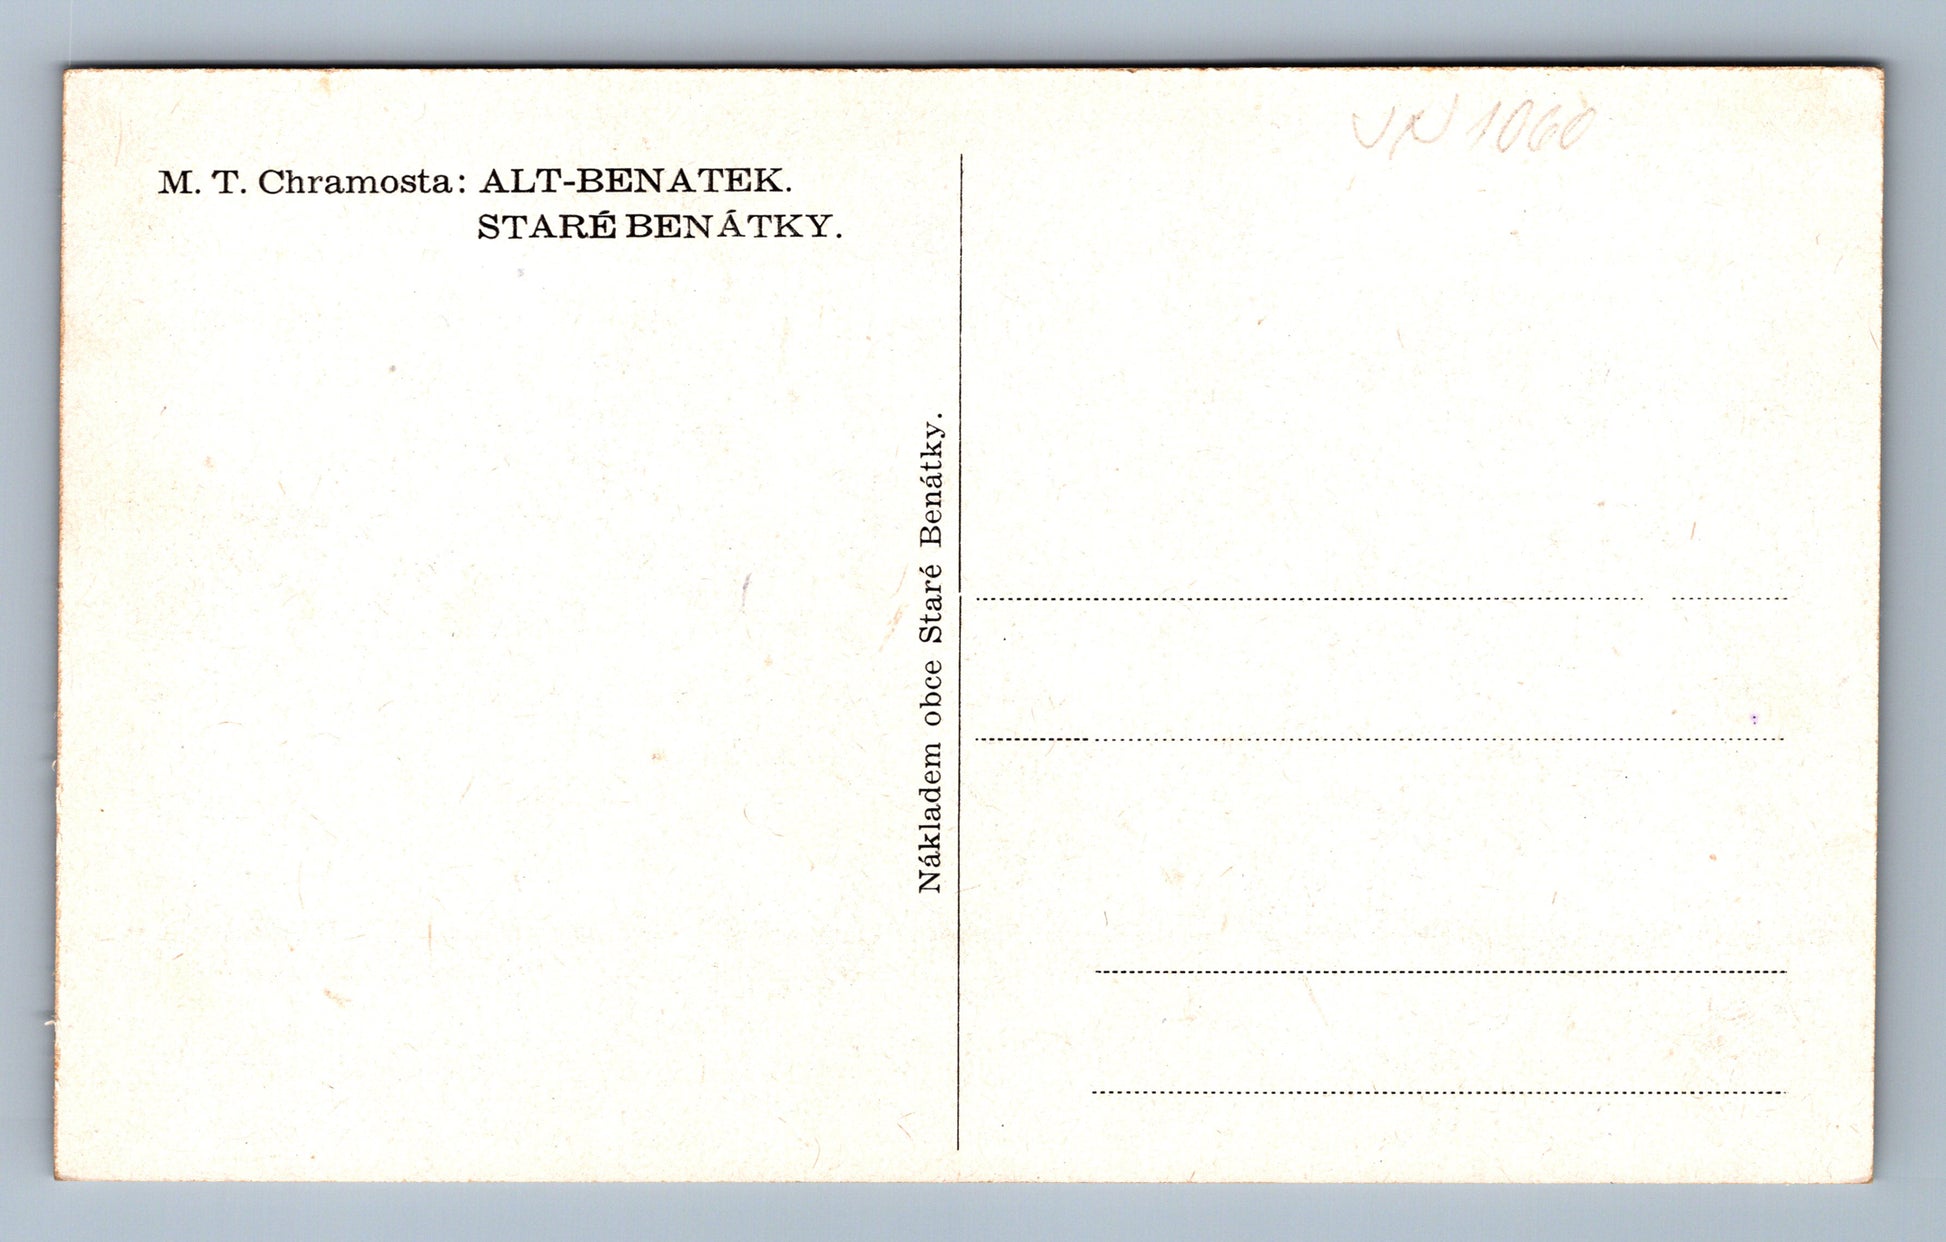 M. T. Chramosta: ALT-BENATEK.
STARÉ BENÁTKY.
Nákladem obce Staré Benátky.